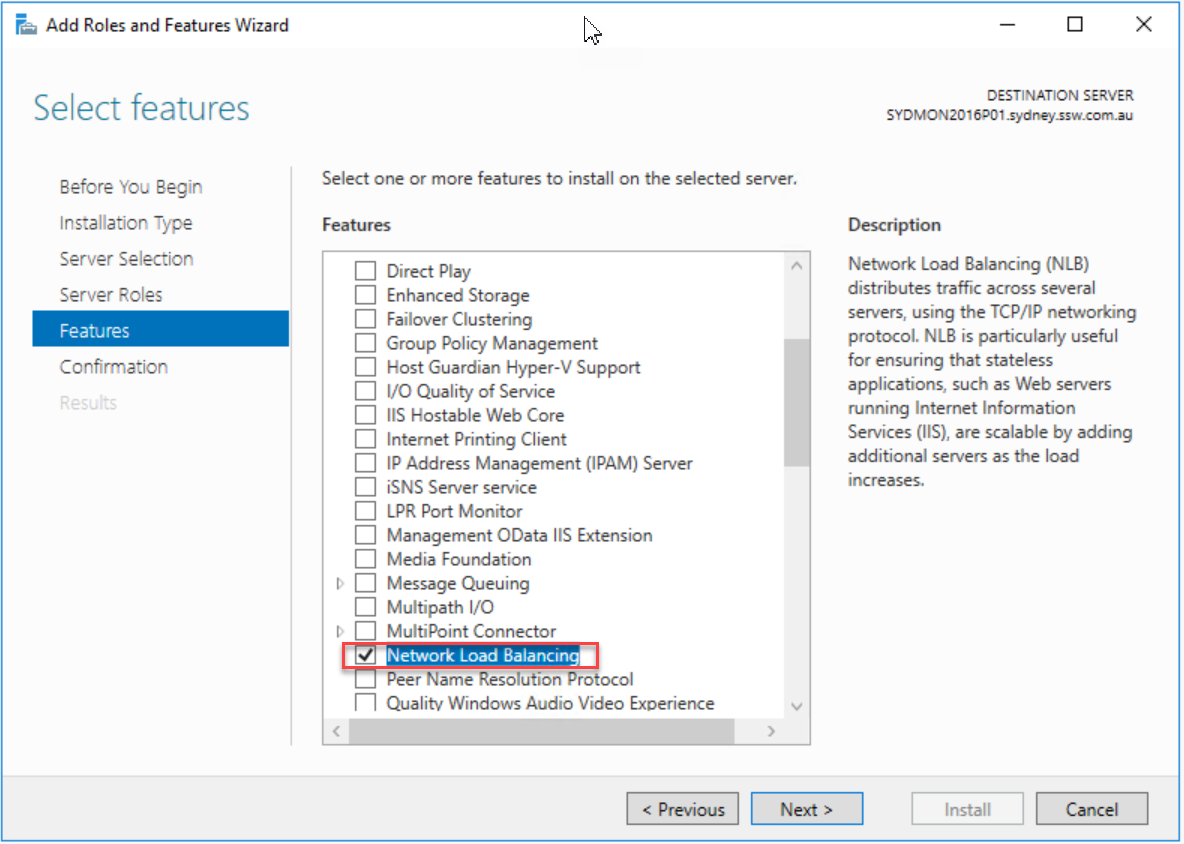 Add Roles and Features Wizard
Select features
DESTINATION SERVER
SYDMON2016P01.sydney.ssw.com.au
Before You Begin
Installation Type
Server Selection
Server Roles
Features
Confirmation
Results
Select one or more features to install on the selected server.
Features
Direct Play
Enhanced Storage
Failover Clustering
Group Policy Management
Host Guardian Hyper-V Support
I/O Quality of Service
IIS Hostable Web Core
Internet Printing Client
IP Address Management (IPAM) Server
iSNS Server service
LPR Port Monitor
Management OData IIS Extension
Media Foundation
Message Queuing
Multipath I/O
MultiPoint Connector
Network Load Balancing
Peer Name Resolution Protocol
Quality Windows Audio Video Experience
Description
Network Load Balancing (NLB)
distributes traffic across several
servers, using the TCP/IP networking
protocol. NLB is particularly useful
for ensuring that stateless
applications, such as Web servers
running Internet Information
Services (IIS), are scalable by adding
additional servers as the load
increases.
< Previous
Next >
Install
Cancel